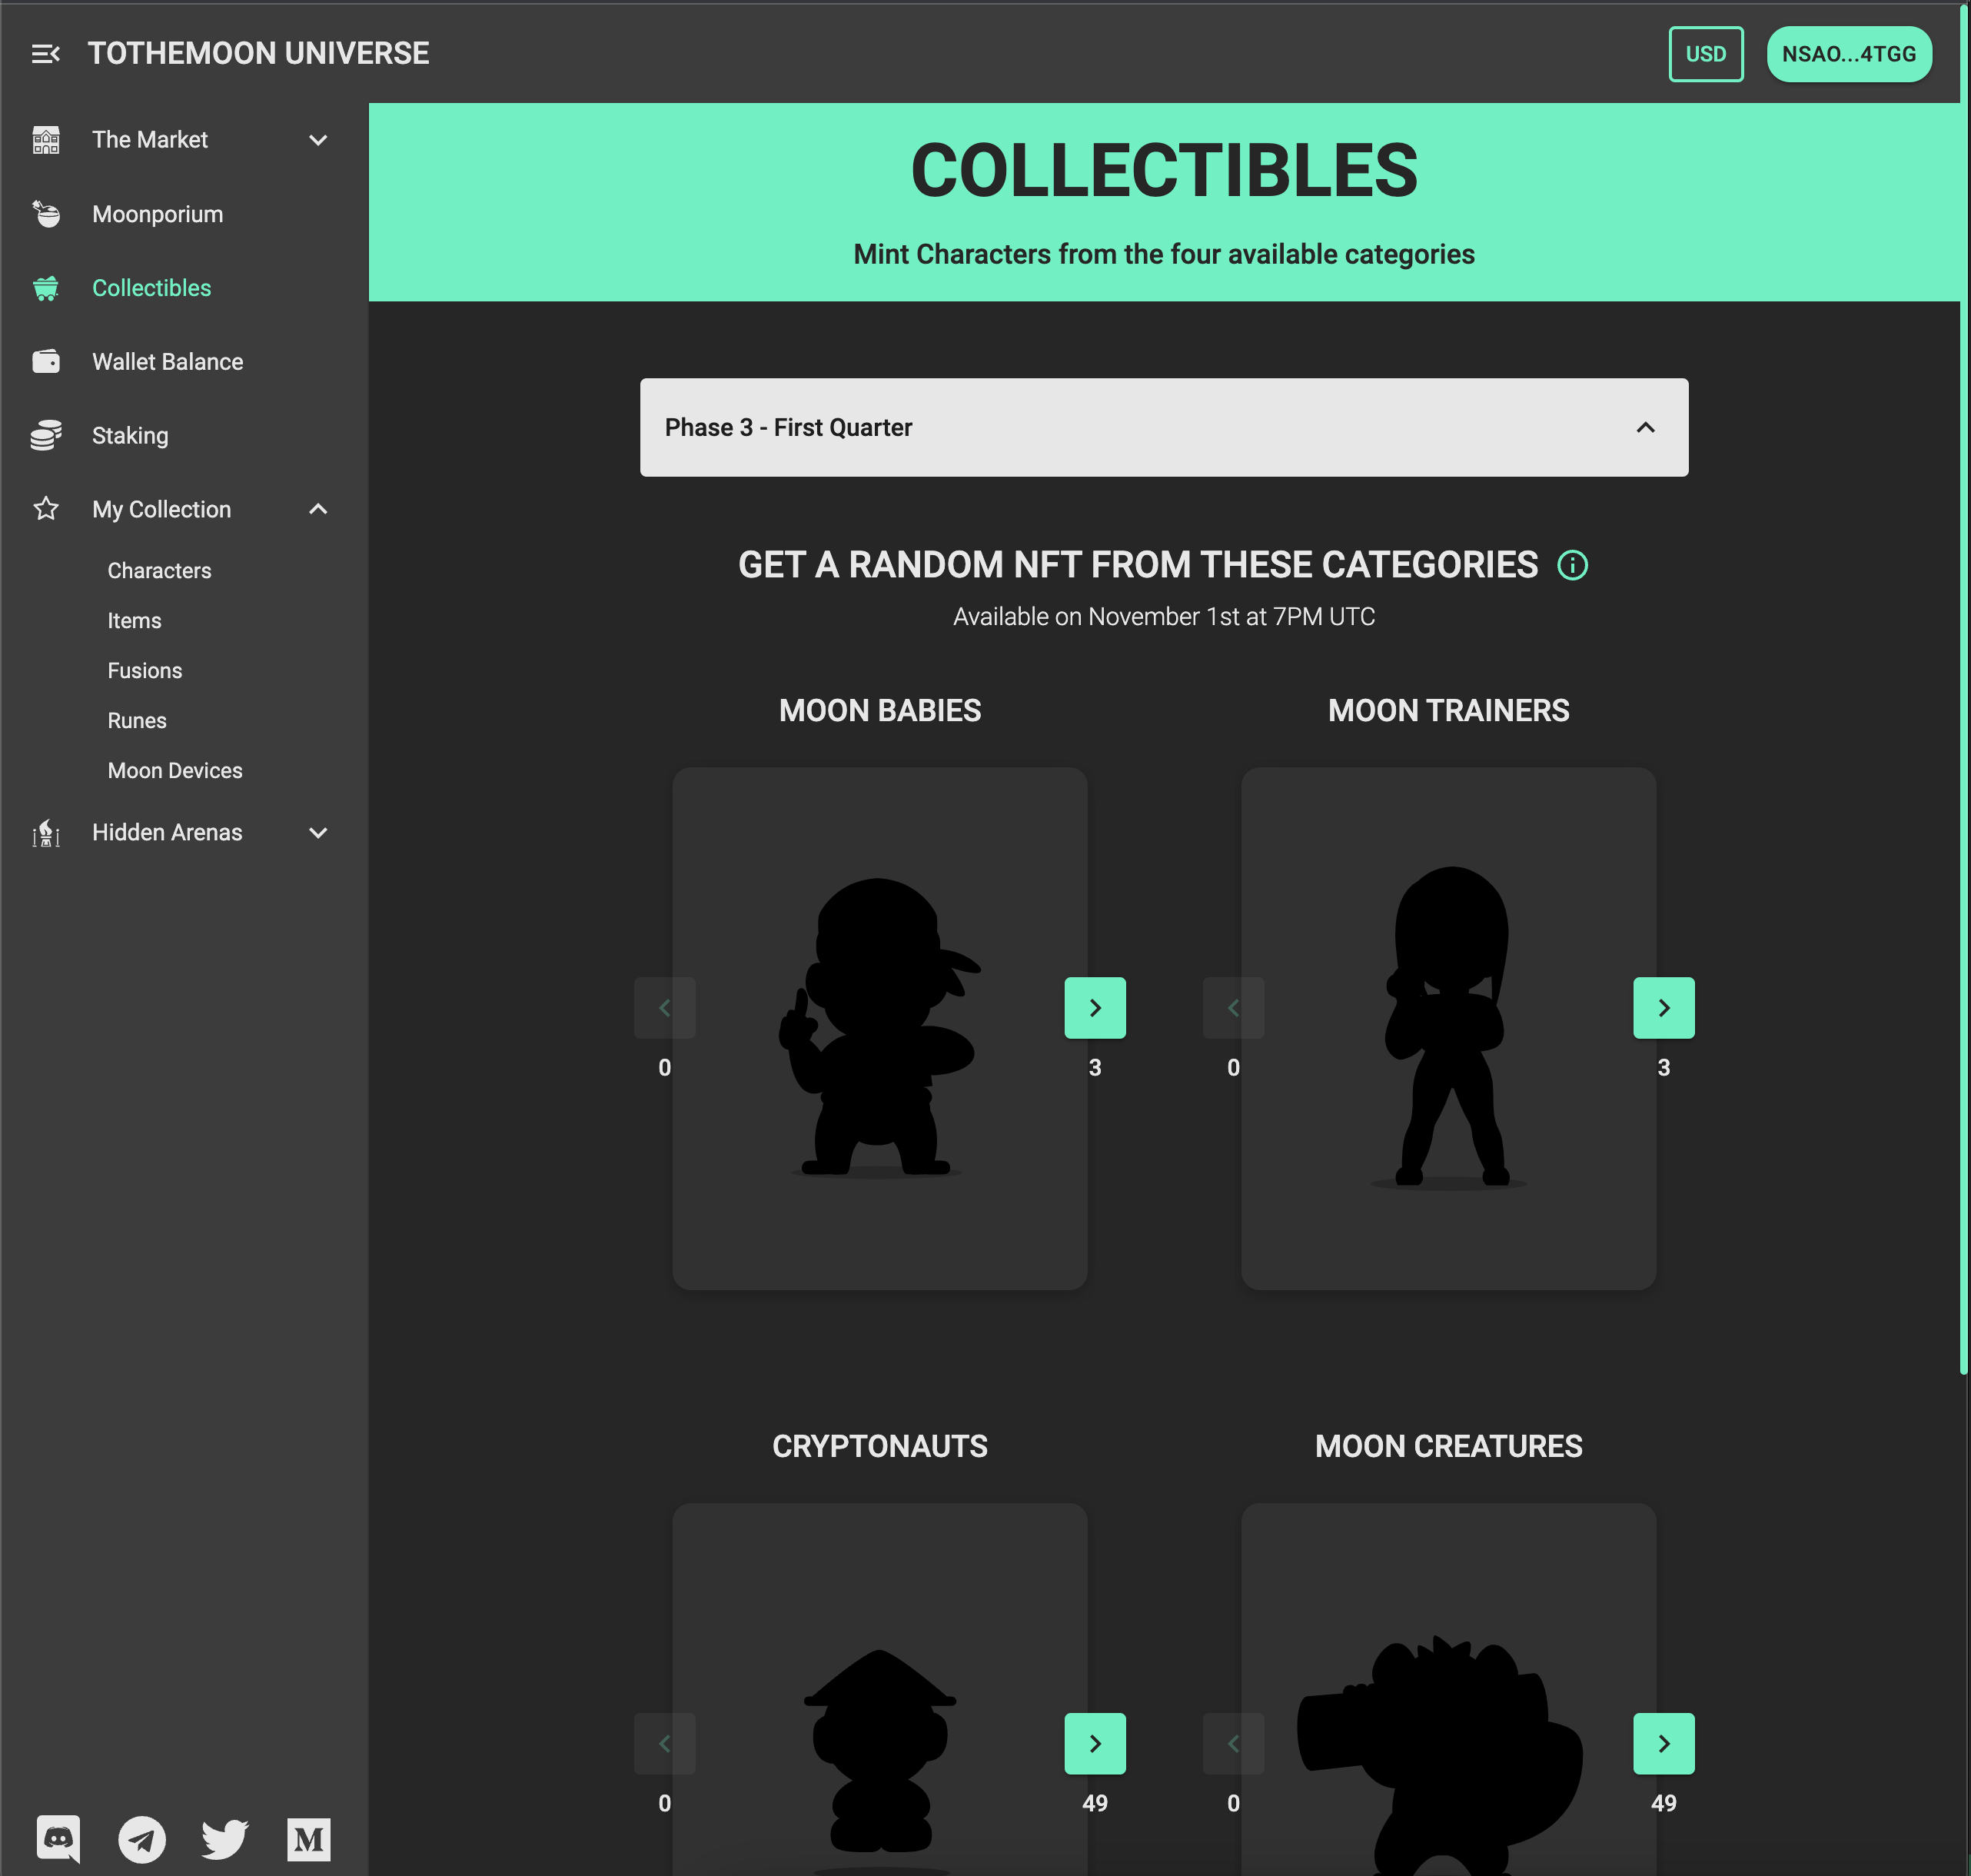 TOTHEMOON UNIVERSE
USD
NSAO...4TGG
The Market
Moonporium
Collectibles
Wallet Balance
Staking
My Collection
Characters
Items
Fusions
Runes
Moon Devices
Hidden Arenas
COLLECTIBLES
Mint Characters from the four available categories
Phase 3 - First Quarter
GET A RANDOM NFT FROM THESE CATEGORIES
Available on November 1st at 7PM UTC
MOON BABIES
MOON TRAINERS
0
3
0
3
CRYPTONAUTS
MOON CREATURES
0
49
0
49